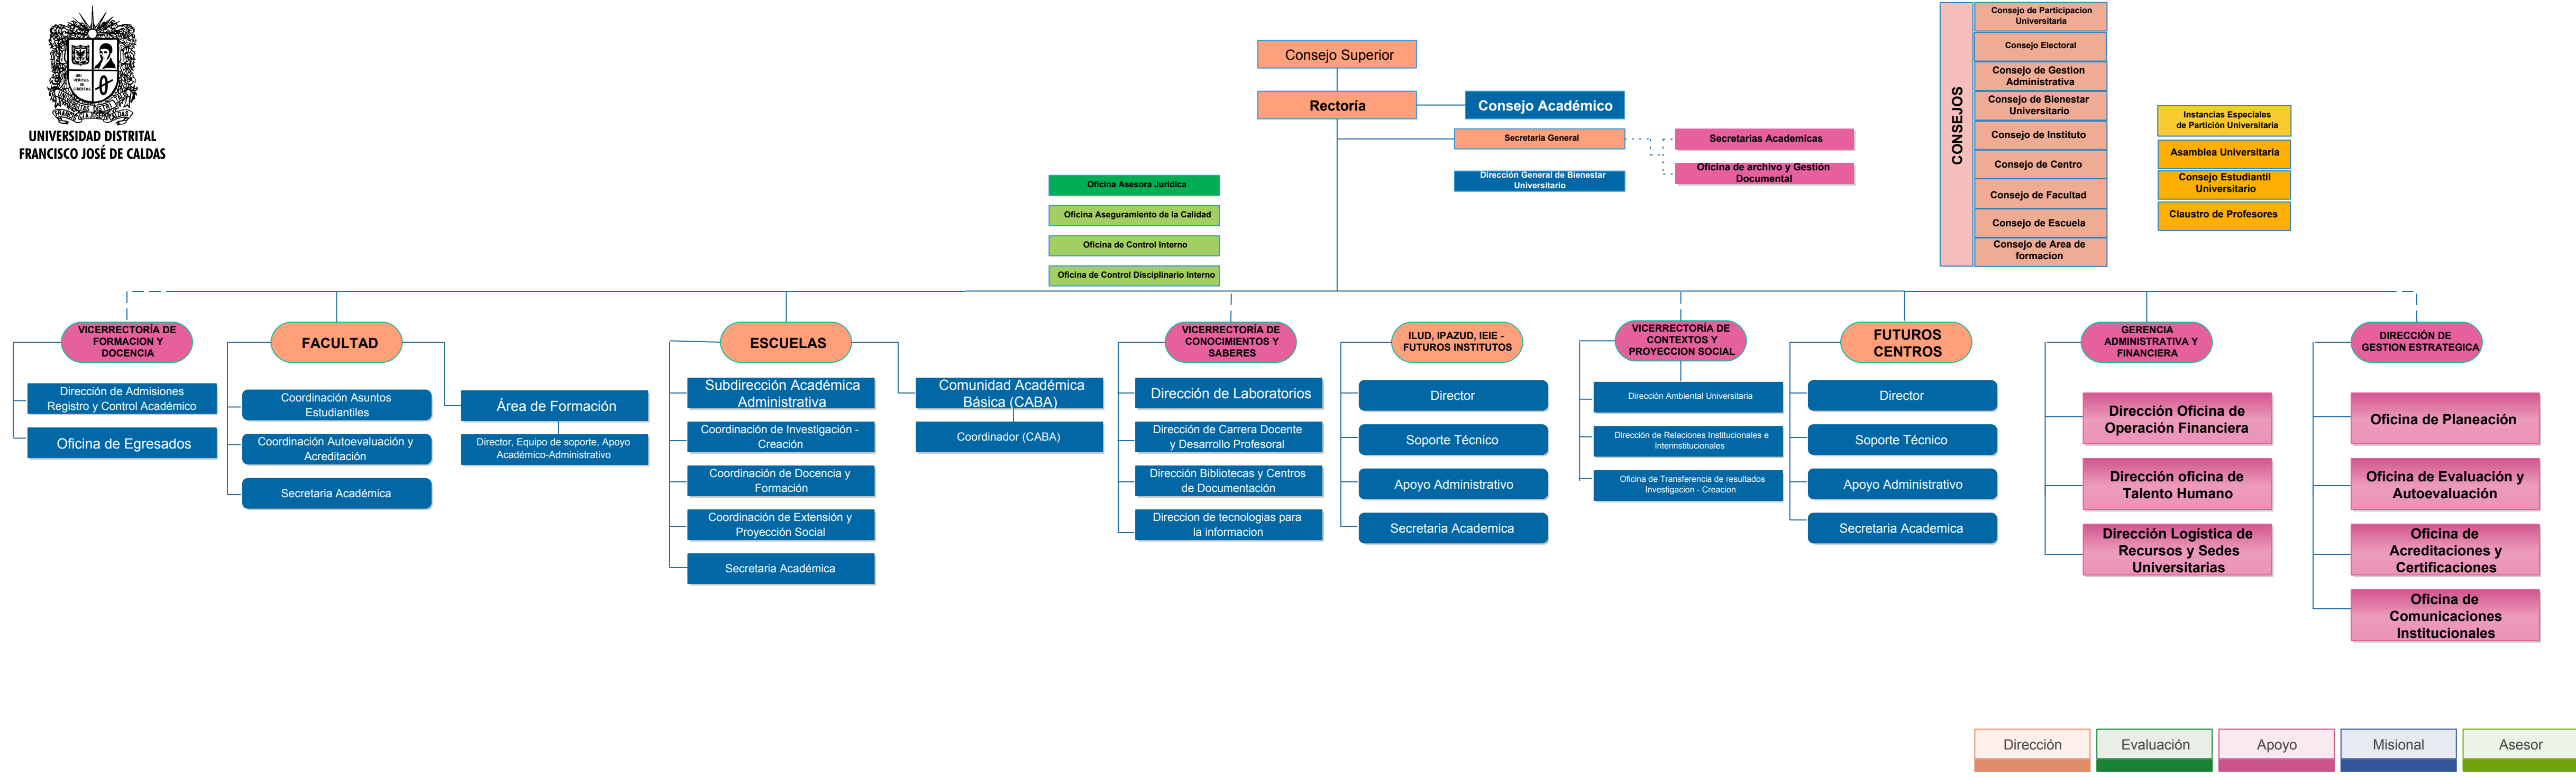 UNIVERSIDAD DISTRITAL
FRANCISCO JOSÉ DE CALDAS
Consejo Superior
Rectoría
Consejo Académico
Secretaria General
Secretarias Academicas
Oficina de archivo y Gestión
Documental
Dirección General de Bienestar
Universitario
Oficina Asesora Jurídica
Oficina Aseguramiento de la Calidad
Oficina de Control Interno
Oficina de Control Disciplinario Interno
CONSEJOS
Consejo de Participacion
Universitaria
Consejo Electoral
Consejo de Gestion
Administrativa
Consejo de Bienestar
Universitario
Consejo de Instituto
Consejo de Centro
Consejo de Facultad
Consejo de Escuela
Consejo de Area de
formacion
Instancias Especiales
de Partición Universitaria
Asamblea Universitaria
Consejo Estudiantil
Universitario
Claustro de Profesores
VICERRECTORÍA DE
FORMACION Y
DOCENCIA
Dirección de Admisiones
Registro y Control Académico
Oficina de Egresados
FACULTAD
Coordinación Asuntos
Estudiantiles
Coordinación Autoevaluación y
Acreditación
Secretaria Académica
Área de Formación
Director, Equipo de soporte, Apoyo
Académico-Administrativo
ESCUELAS
Subdirección Académica
Administrativa
Coordinación de Investigación -
Creación
Coordinación de Docencia y
Formación
Coordinación de Extensión y
Proyección Social
Secretaria Académica
Comunidad Académica
Básica (CABA)
Coordinador (CABA)
VICERRECTORÍA DE
CONOCIMIENTOS Y
SABERES
Dirección de Laboratorios
Dirección de Carrera Docente
y Desarrollo Profesoral
Dirección Bibliotecas y Centros
de Documentación
Direccion de tecnologias para
la informacion
ILUD, IPAZUD, IEIE -
FUTUROS INSTITUTOS
Director
Soporte Técnico
Apoyo Administrativo
Secretaria Academica
VICERRECTORÍA DE
CONTEXTOS Y
PROYECCION SOCIAL
Dirección Ambiental Universitaria
Dirección de Relaciones Institucionales e
Interinstitucionales
Oficina de Transferencia de resultados
Investigacion - Creacion
FUTUROS
CENTROS
Director
Soporte Técnico
Apoyo Administrativo
Secretaria Academica
GERENCIA
ADMINISTRATIVA Y
FINANCIERA
Dirección Oficina de
Operación Financiera
Dirección oficina de
Talento Humano
Dirección Logística de
Recursos y Sedes
Universitarias
DIRECCIÓN DE
GESTION ESTRATEGICA
Oficina de Planeación
Oficina de Evaluación y
Autoevaluación
Oficina de
Acreditaciones y
Certificaciones
Oficina de
Comunicaciones
Institucionales
Dirección
Evaluación
Apoyo
Misional
Asesor